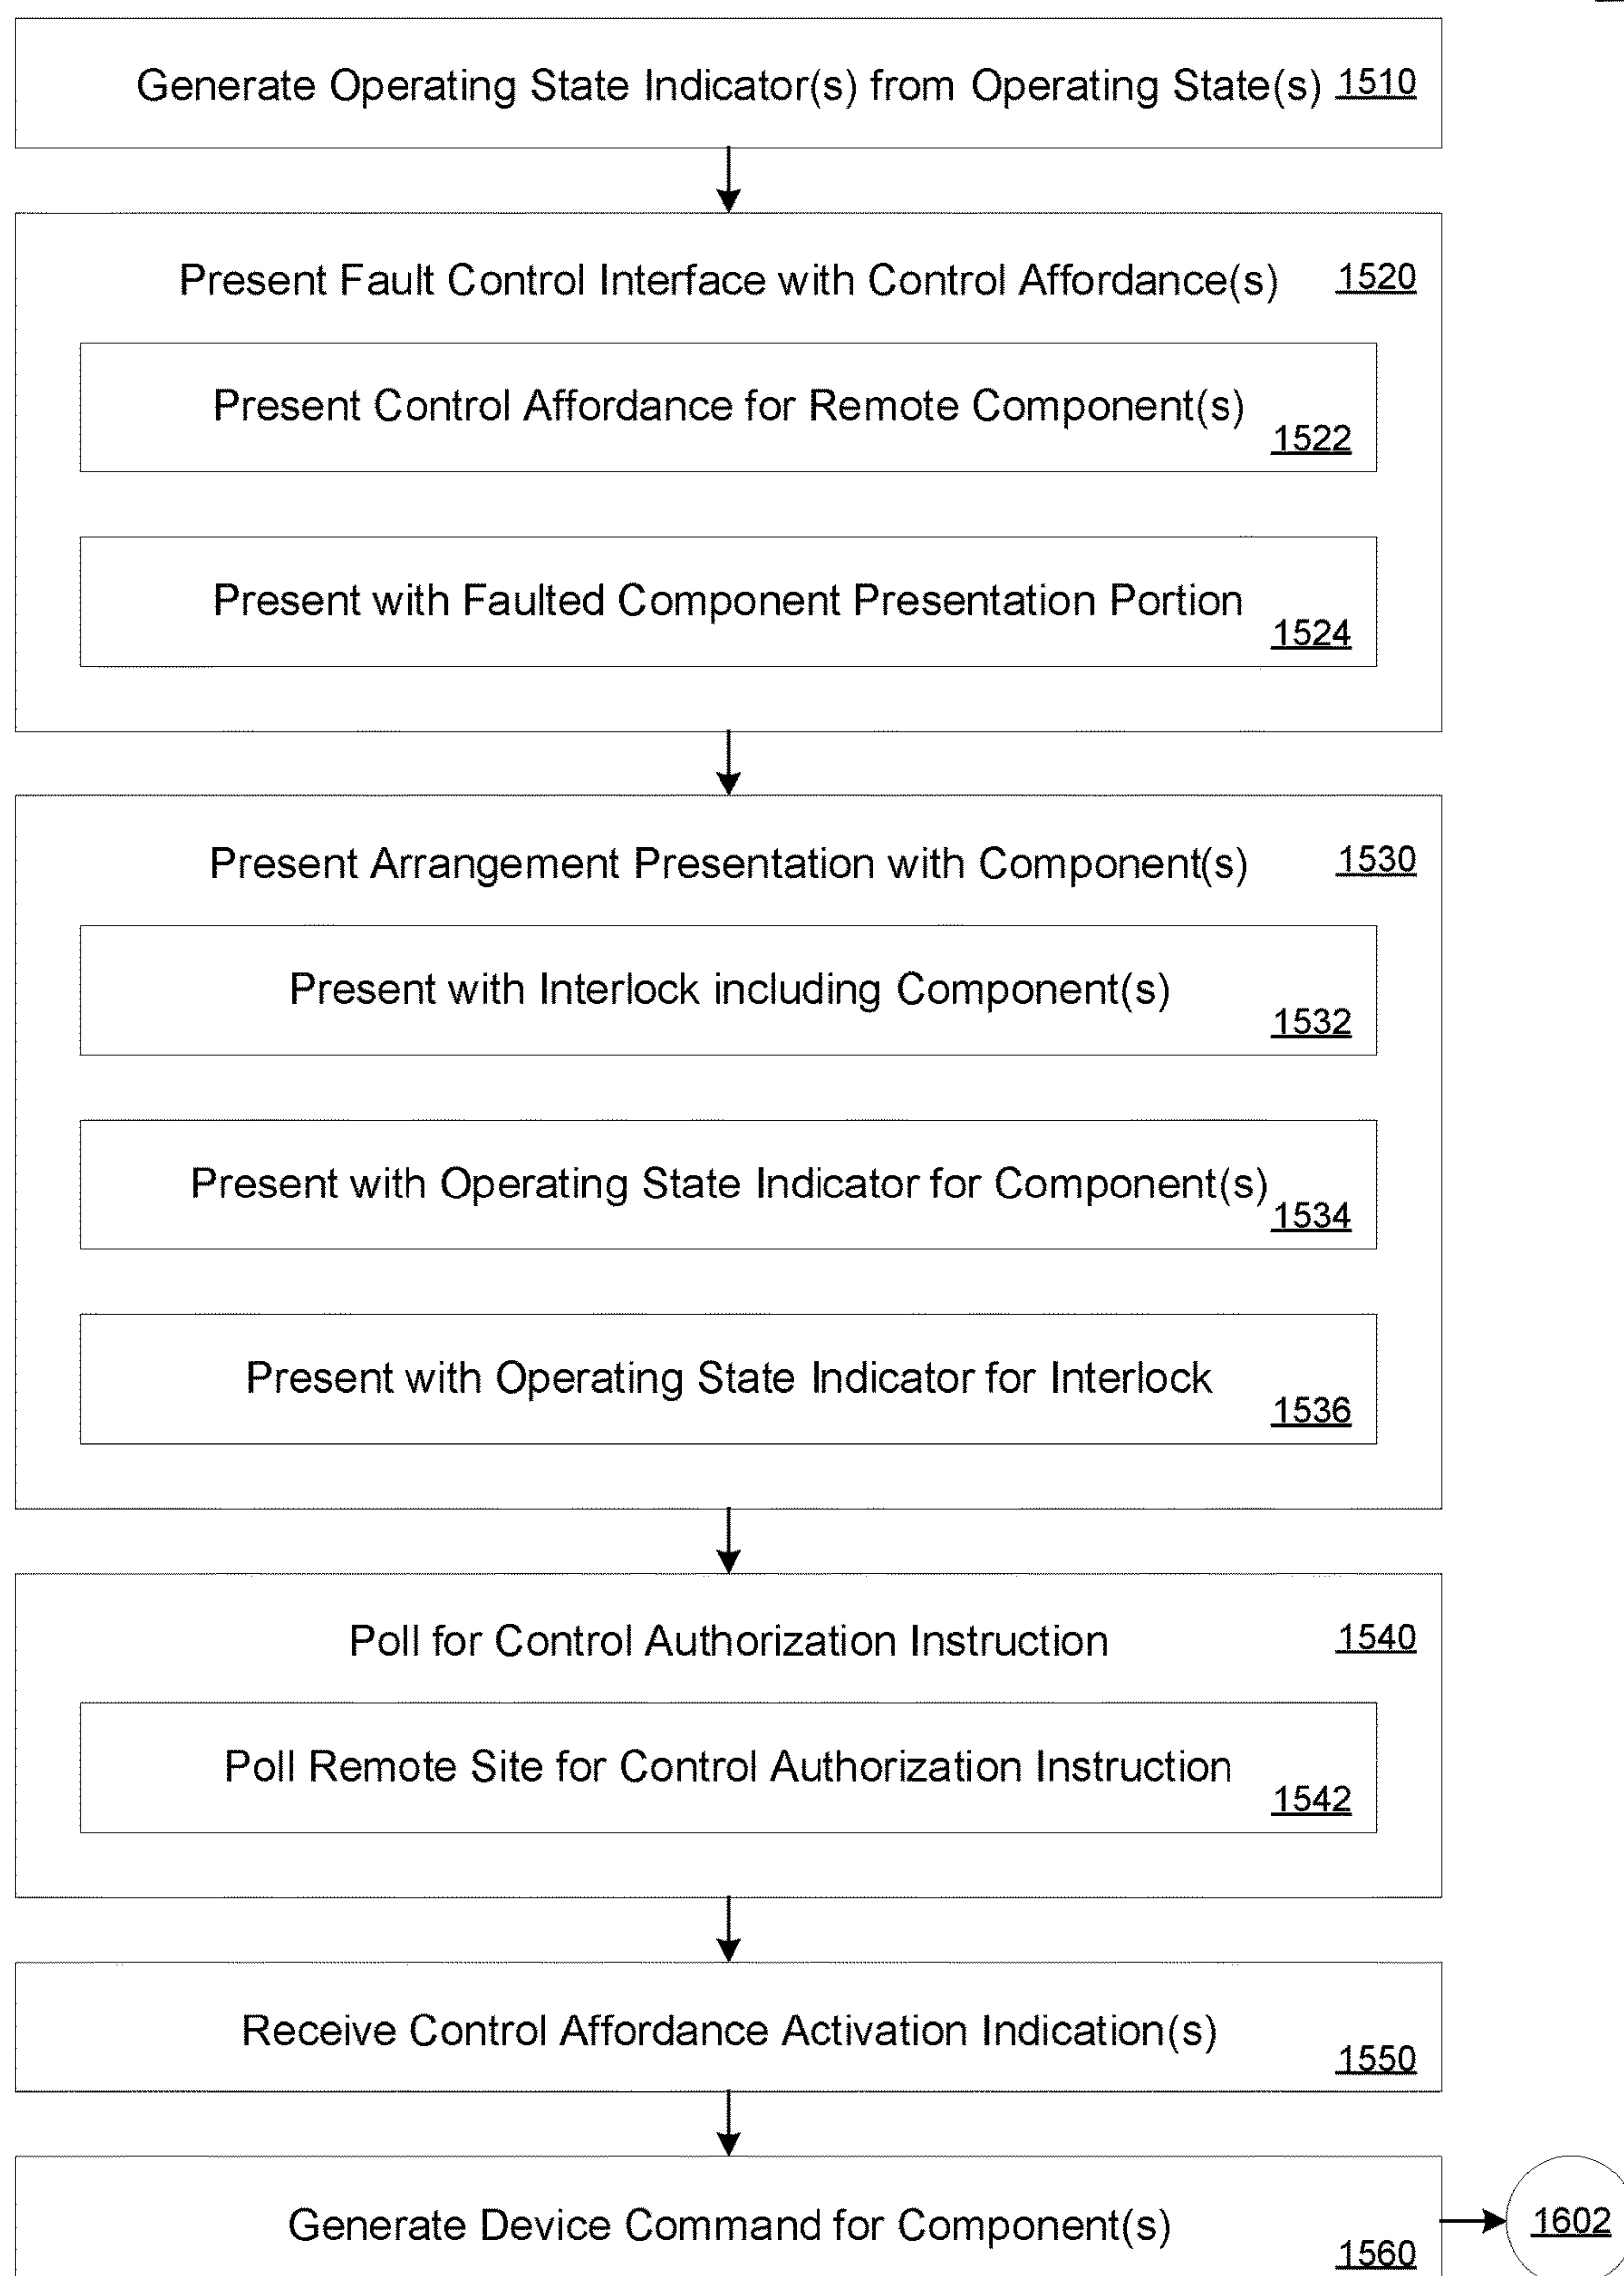 Generate Operating State Indicator(s) from Operating State(s) 1510
Present Fault Control Interface with Control Affordance(s) 1520
Present Control Affordance for Remote Component(s)
1522
Present with Faulted Component Presentation Portion
1524
Present Arrangement Presentation with Component(s) 1530
Present with Interlock including Component(s)
1532
Present with Operating State Indicator for Component(s)
1534
Present with Operating State Indicator for Interlock
1536
Poll for Control Authorization Instruction 1540
Poll Remote Site for Control Authorization Instruction
1542
Receive Control Affordance Activation Indication(s)
1550
Generate Device Command for Component(s)
1560
1602